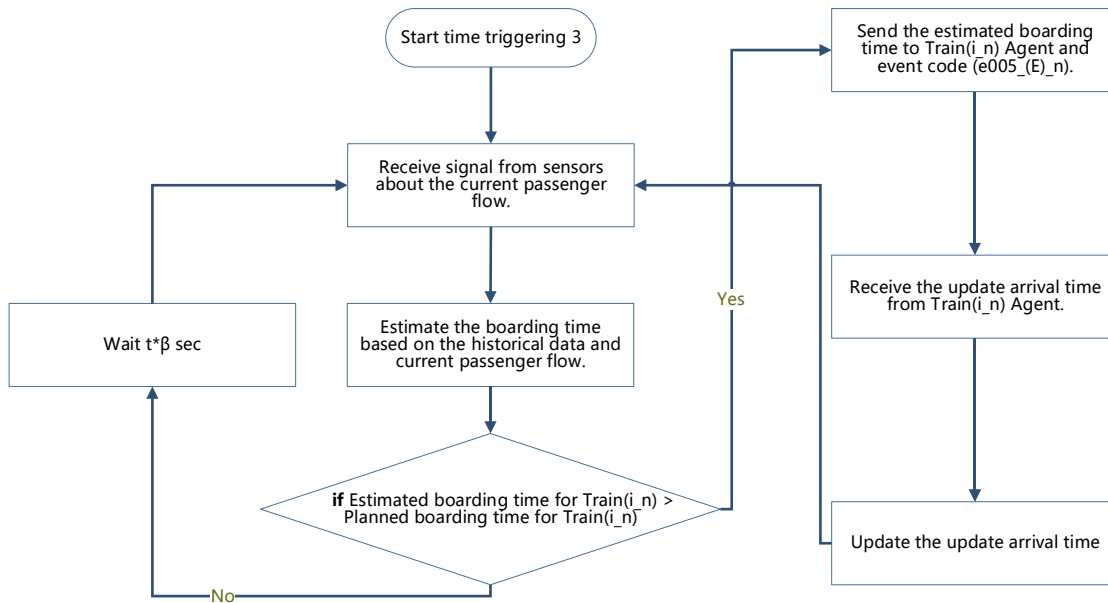 Start time triggering 3
Receive signal from sensors
about the current passenger
flow.
Estimate the boarding time
based on the historical data and
current passenger flow.
if Estimated boarding time for Train(i_n) >
Planned boarding time for Train(i_n)
No
Wait t*β sec
Yes
Send the estimated boarding
time to Train(i_n) Agent and
event code (e005_(E)_n).
Receive the update arrival time
from Train(i_n) Agent.
Update the update arrival time